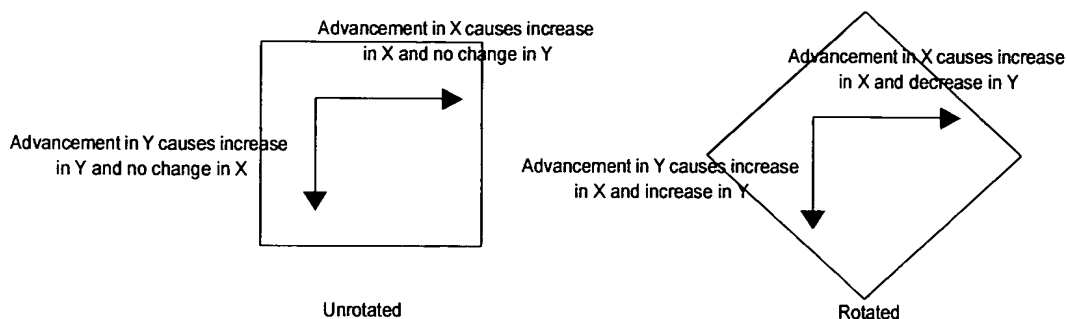 Advancement in X causes increase
in X and no change in Y
Advancement in Y causes increase
in Y and no change in X
Unrotated
Advancement in X causes increase
in X and decrease in Y
Advancement in Y causes increase
in X and increase in Y
Rotated